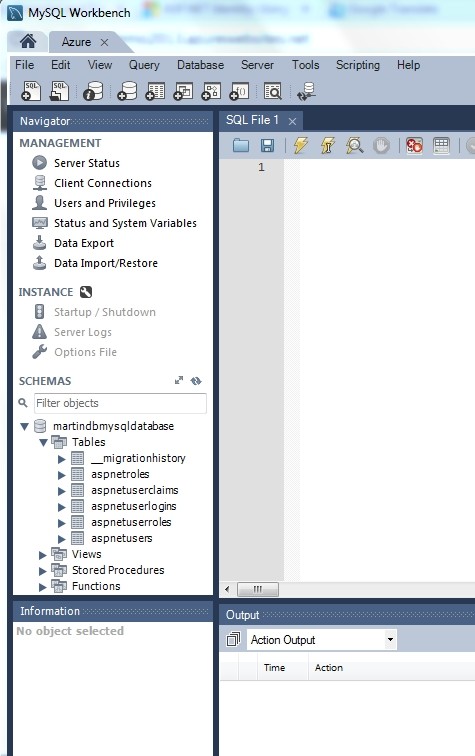 MySQL Workbench
Azure
File Edit View Query Database Server Tools Scripting Help
Navigator
SQL File 1
MANAGEMENT
Server Status
Client Connections
Users and Privileges
Status and System Variables
Data Export
Data Import/Restore
INSTANCE
Startup / Shutdown
Server Logs
Options File
SCHEMAS
Filter objects
martindbmysqldatabase
Tables
__migrationhistory
aspnetroles
aspnetuserclaims
aspnetuserlogins
aspnetuserroles
aspnetusers
Views
Stored Procedures
Functions
1
Information
No object selected
Output
Action Output
Time Action